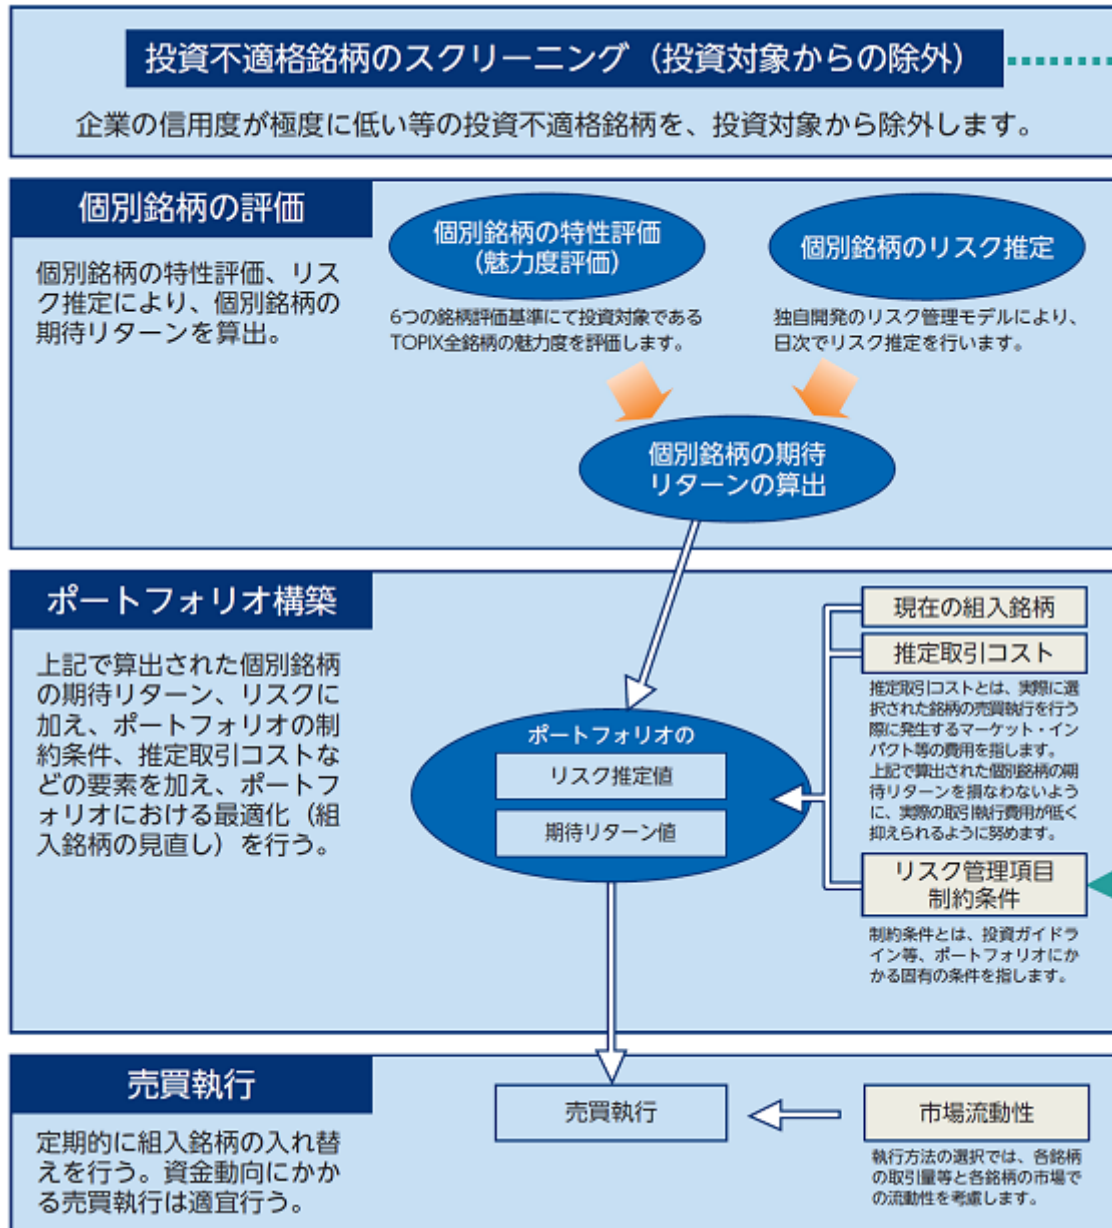 投資不適格銘柄のスクリーニング（投資対象からの除外）
企業の信用度が極度に低い等の投資不適格銘柄を、投資対象から除外します。
個別銘柄の評価
個別銘柄の特性評価、リス
ク推定により、個別銘柄の
期待リターンを算出。
個別銘柄の特性評価
（魅力度評価）
6つの銘柄評価基準にて投資対象である
TOPIX全銘柄の魅力度を評価します。
個別銘柄のリスク推定
独自開発のリスク管理モデルにより、
日次でリスク推定を行います。
個別銘柄の期待
リターンの算出
ポートフォリオ構築
上記で算出された個別銘柄
の期待リターン、リスクに
加え、ポートフォリオの制
約条件、推定取引コストな
どの要素を加え、ポートフ
ォリオにおける最適化（組
入銘柄の見直し）を行う。
ポートフォリオの
リスク推定値
期待リターン値
現在の組入銘柄
推定取引コスト
推定取引コストとは、実際に選
択された銘柄の売買執行を行う
際に発生するマーケット・イン
パクト等の費用を指します。
上記で算出された個別銘柄の期
待リターンを損なわないよう
に、実際の取引執行費用が低く
抑えられるように努めます。
リスク管理項目
制約条件
制約条件とは、投資ガイドラ
イン等、ポートフォリオにか
かる固有の条件を指します。
売買執行
定期的に組入銘柄の入れ替
えを行う。資金動向にかか
る売買執行は適宜行う。
売買執行
市場流動性
執行方法の選択では、各銘柄
の取引量等と各銘柄の市場で
の流動性を考慮します。